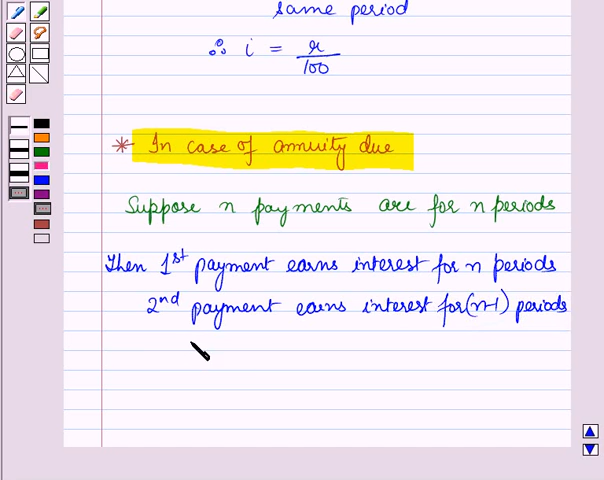 same period
∴ i = r/100
* In case of annuity due
Suppose n payments are for n periods
Then 1st payment earns interest for n periods
2nd payment earns interest for (n-1) periods